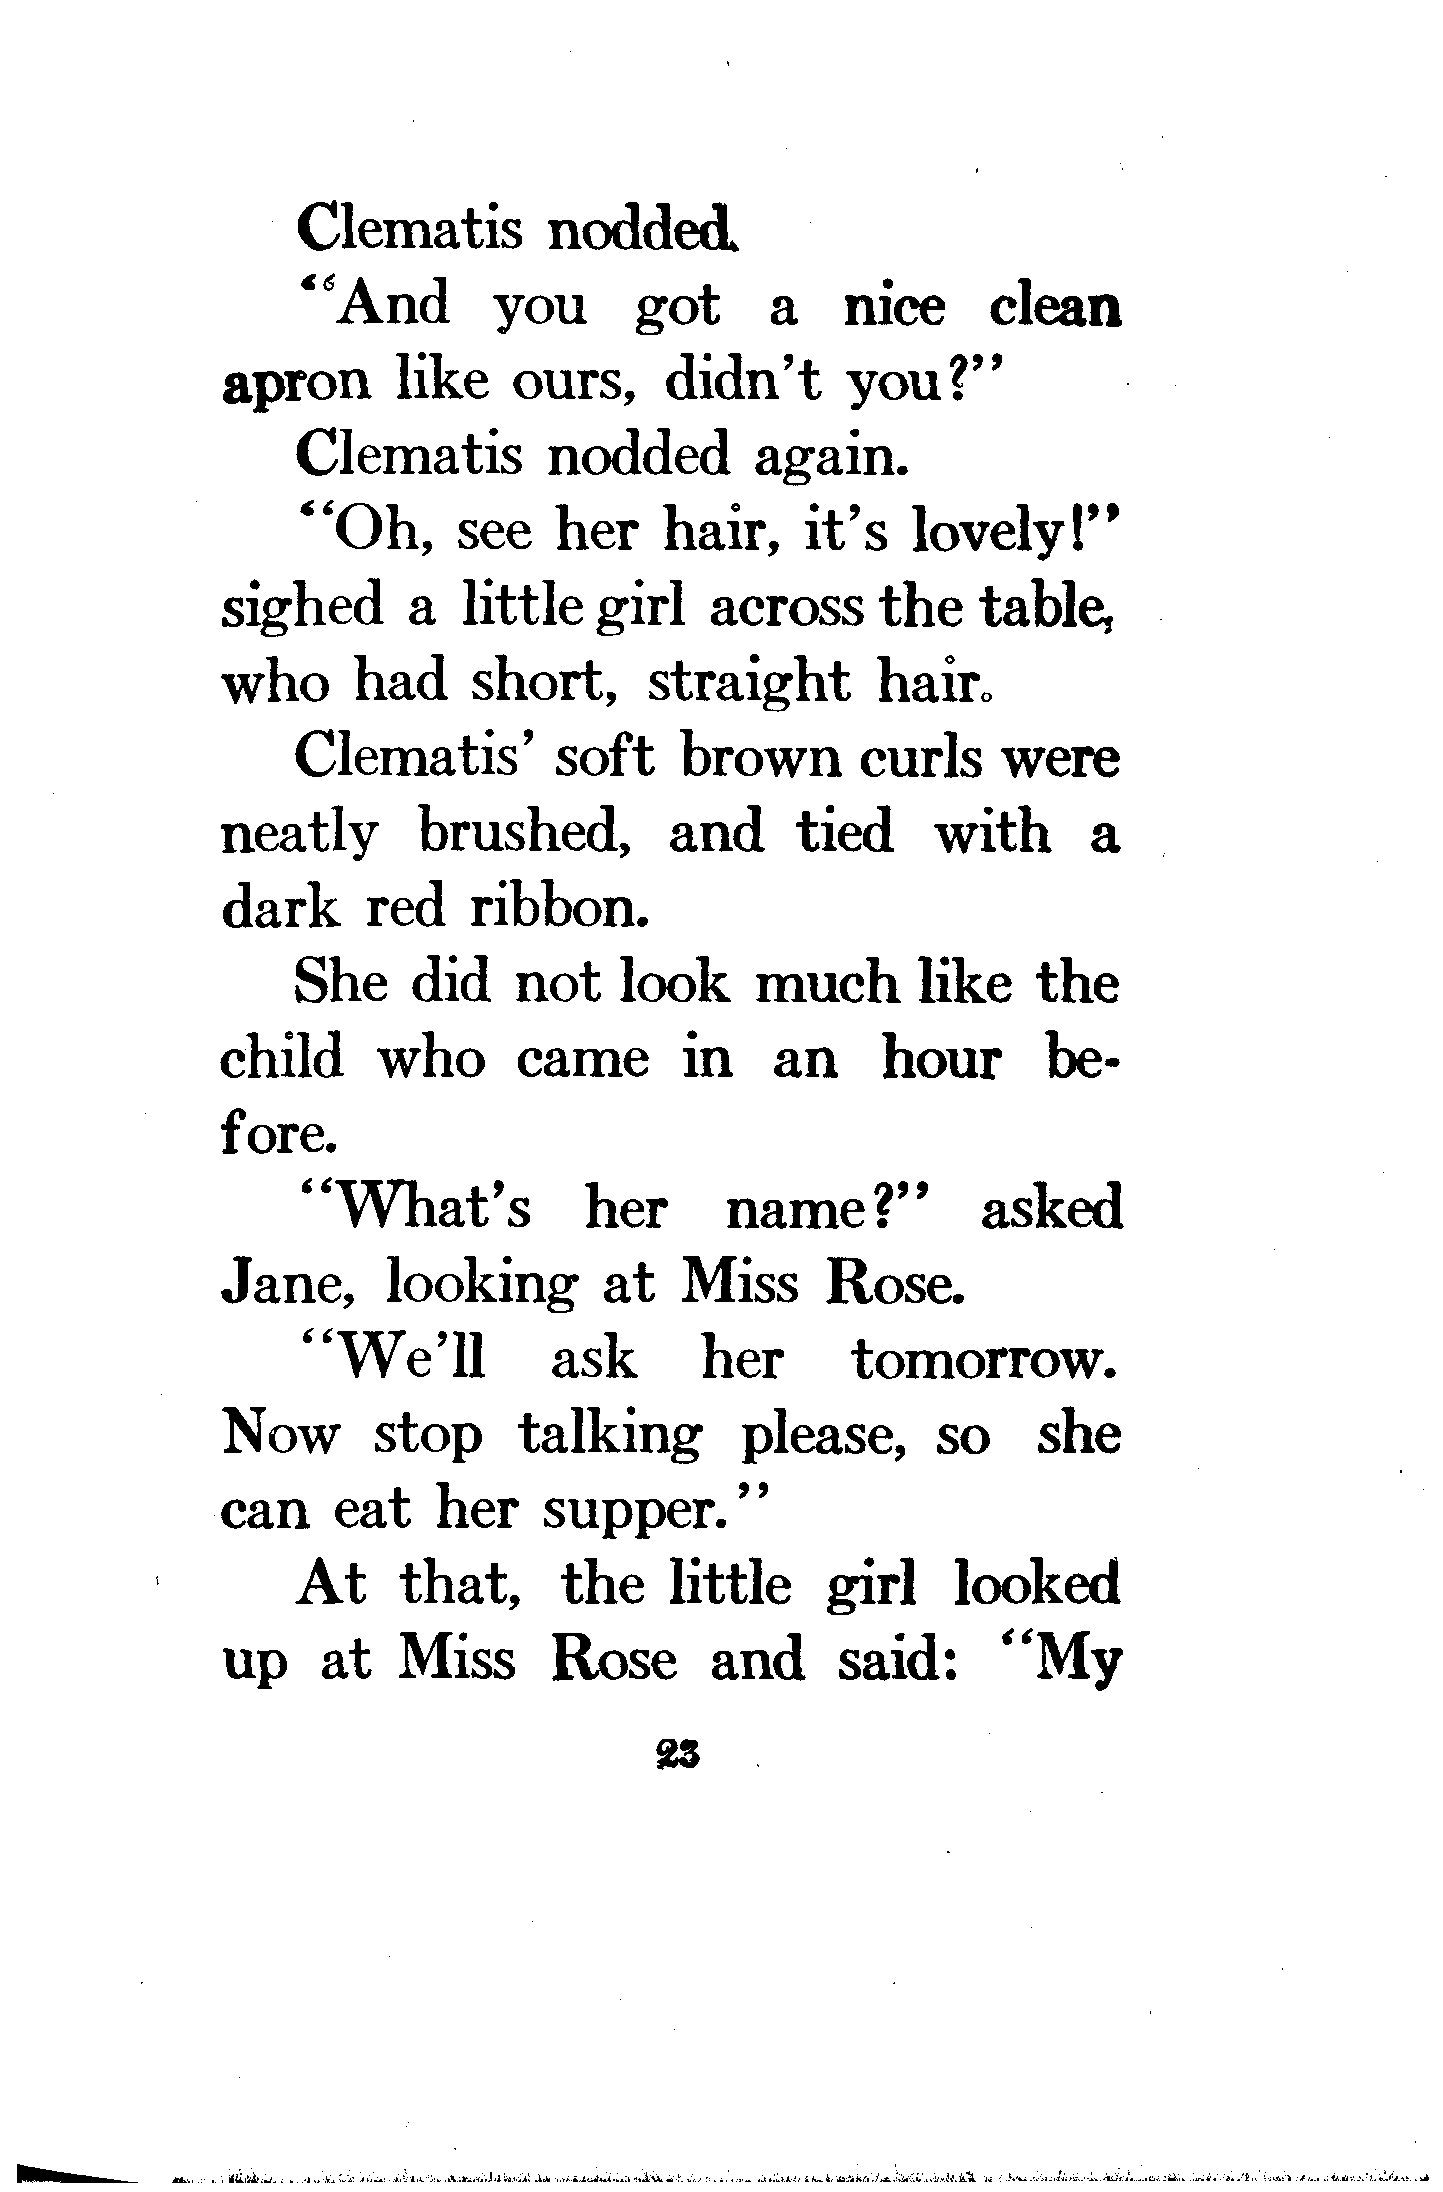 Clematis nodded.
"And you got a nice clean
apron like ours, didn't you?"
Clematis nodded again.
"Oh, see her hair, it's lovely!"
sighed a little girl across the table,
who had short, straight hair.
Clematis' soft brown curls were
neatly brushed, and tied with a
dark red ribbon.
She did not look much like the
child who came in an hour be-
fore.
"What's her name?" asked
Jane, looking at Miss Rose.
"We'll ask her tomorrow.
Now stop talking please, so she
can eat her supper."
At that, the little girl looked
up at Miss Rose and said: "My
23